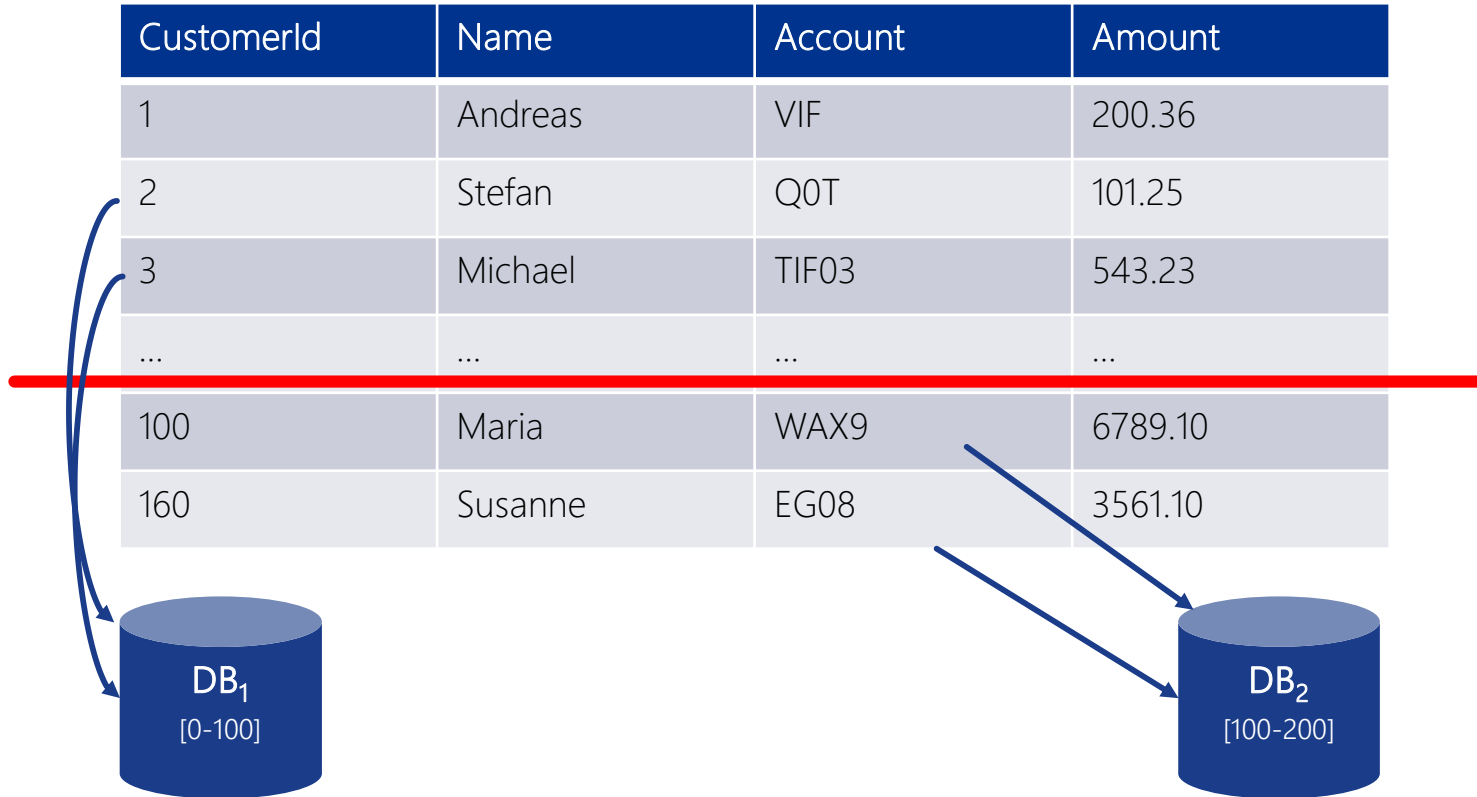 CustomerId Name Account Amount
1 Andreas VIF 200.36
2 Stefan Q0T 101.25
3 Michael TIF03 543.23
... ... ... ...
100 Maria WAX9 6789.10
160 Susanne EG08 3561.10
DB₁ DB₂
[0-100] [100-200]